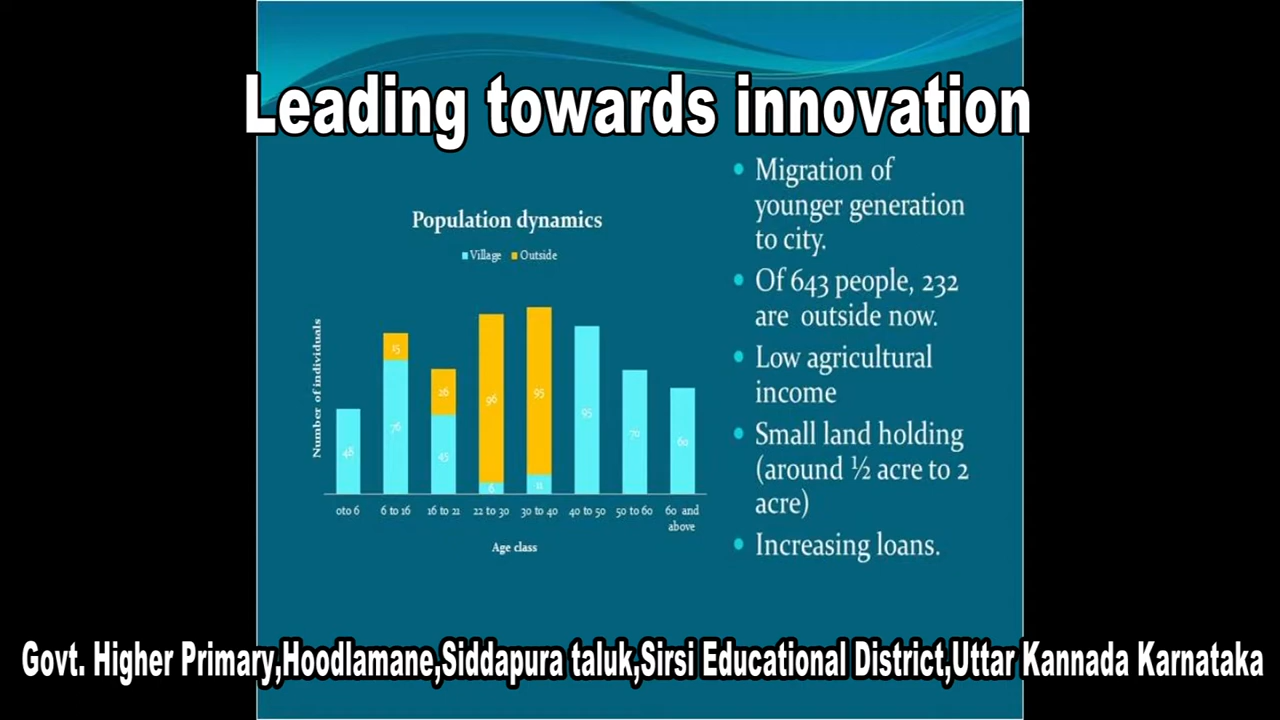 Leading towards innovation
Population dynamics
Village Outside
Number of individuals
15
26
96
95
48
76
45
6
11
95
70
60
0to 6
6 to 16
16 to 21
22 to 30
30 to 40
40 to 50
50 to 60
60 and
above
Age class
• Migration of
younger generation
to city.
• Of 643 people, 232
are outside now.
• Low agricultural
income
• Small land holding
(around ½ acre to 2
acre)
• Increasing loans.
Govt. Higher Primary,Hoodlamane,Siddapura taluk,Sirsi Educational District,Uttar Kannada Karnataka